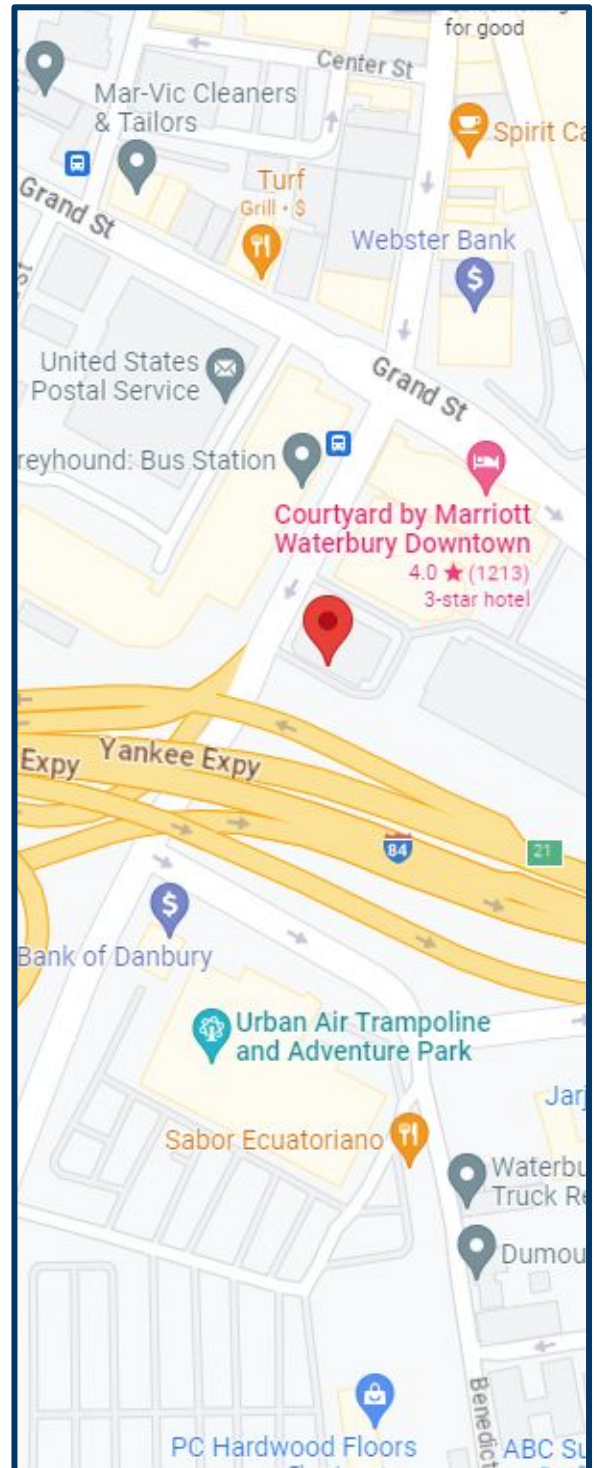 for good
Center St
Mar-Vic Cleaners
& Tailors
Spirit
Turf
Grill • $
Grand St
Webster Bank
United States
Postal Service
Grand St
reyhound: Bus Station
Courtyard by Marriott
Waterbury Downtown
4.0 ★ (1213)
3-star hotel
Expy
Yankee Expy
84
21
Bank of Danbury
Urban Air Trampoline
and Adventure Park
Jarj
Sabor Ecuatoriano
Waterbu
Truck Re
Dumou
Benedict
PC Hardwood Floors
ABC Su